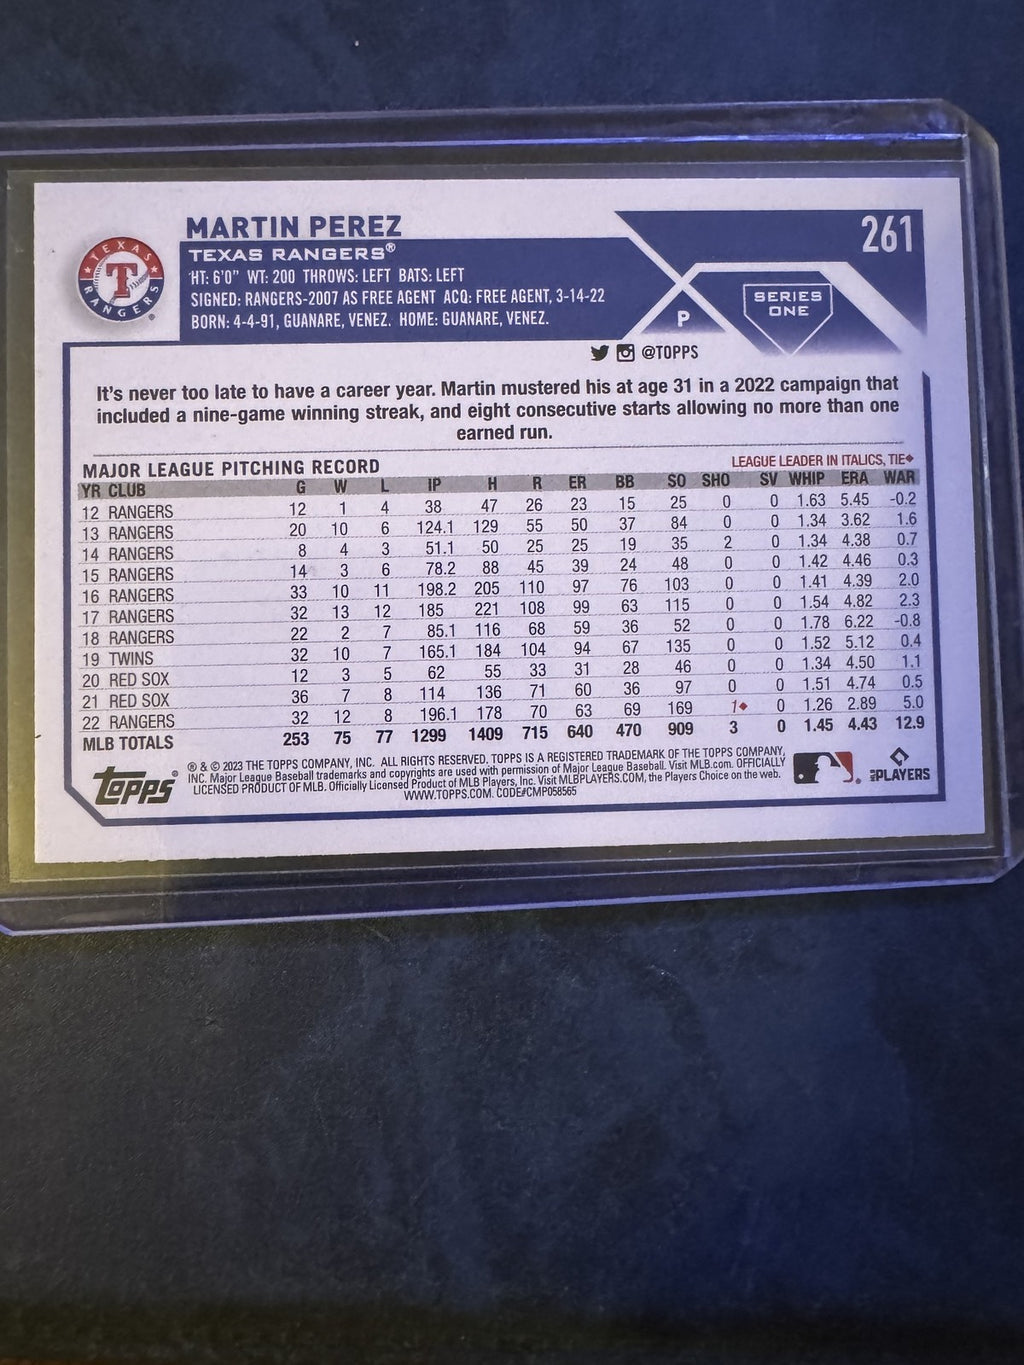 MARTIN PEREZ
261
TEXAS RANGERS®
TEXAS
T
RANGERS
®
HT: 6'0" WT: 200 THROWS: LEFT BATS: LEFT
SIGNED: RANGERS-2007 AS FREE AGENT ACQ: FREE AGENT, 3-14-22
BORN: 4-4-91, GUANARE, VENEZ. HOME: GUANARE, VENEZ.
P
SERIES
ONE
@TOPPS
It's never too late to have a career year. Martin mustered his at age 31 in a 2022 campaign that
included a nine-game winning streak, and eight consecutive starts allowing no more than one
earned run.
MAJOR LEAGUE PITCHING RECORD LEAGUE LEADER IN ITALICS, TIE◆
YR CLUB G W L IP H R ER BB SO SHO SV WHIP ERA WAR
12 RANGERS 12 1 4 38 47 26 23 15 25 0 0 1.63 5.45 -0.2
13 RANGERS 20 10 6 124.1 129 55 50 37 84 0 0 1.34 3.62 1.6
14 RANGERS 8 4 3 51.1 50 25 25 19 35 2 0 1.34 4.38 0.7
15 RANGERS 14 3 6 78.2 88 45 39 24 48 0 0 1.42 4.46 0.3
16 RANGERS 33 10 11 198.2 205 110 97 76 103 0 0 1.41 4.39 2.0
17 RANGERS 32 13 12 185 221 108 99 63 115 0 0 1.54 4.82 2.3
18 RANGERS 22 2 7 85.1 116 68 59 36 52 0 0 1.78 6.22 -0.8
19 TWINS 32 10 7 165.1 184 104 94 67 135 0 0 1.52 5.12 0.4
20 RED SOX 12 3 5 62 55 33 31 28 46 0 0 1.34 4.50 1.1
21 RED SOX 36 7 8 114 136 71 60 36 97 0 0 1.51 4.74 0.5
22 RANGERS 32 12 8 196.1 178 70 63 69 169 1◆ 0 1.26 2.89 5.0
MLB TOTALS 253 75 77 1299 1409 715 640 470 909 3 0 1.45 4.43 12.9
Topps®
® & © 2023 THE TOPPS COMPANY, INC. ALL RIGHTS RESERVED. TOPPS IS A REGISTERED TRADEMARK OF THE TOPPS COMPANY,
INC. Major League Baseball trademarks and copyrights are used with permission of Major League Baseball. Visit MLB.com. OFFICIALLY
LICENSED PRODUCT OF MLB. Officially Licensed Product of MLB Players, Inc. Visit MLBPLAYERS.COM, the Players Choice on the web.
WWW.TOPPS.COM. CODE#CMP058565
®
MLB PLAYERS